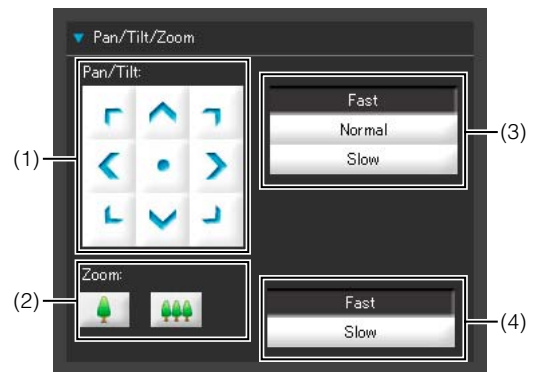 Pan/Tilt/Zoom
Pan/Tilt:
(1)
Fast
Normal
Slow
(3)
Zoom:
(2)
Fast
Slow
(4)